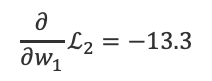 ∂/∂w₁ ℒ₂ = −13.3